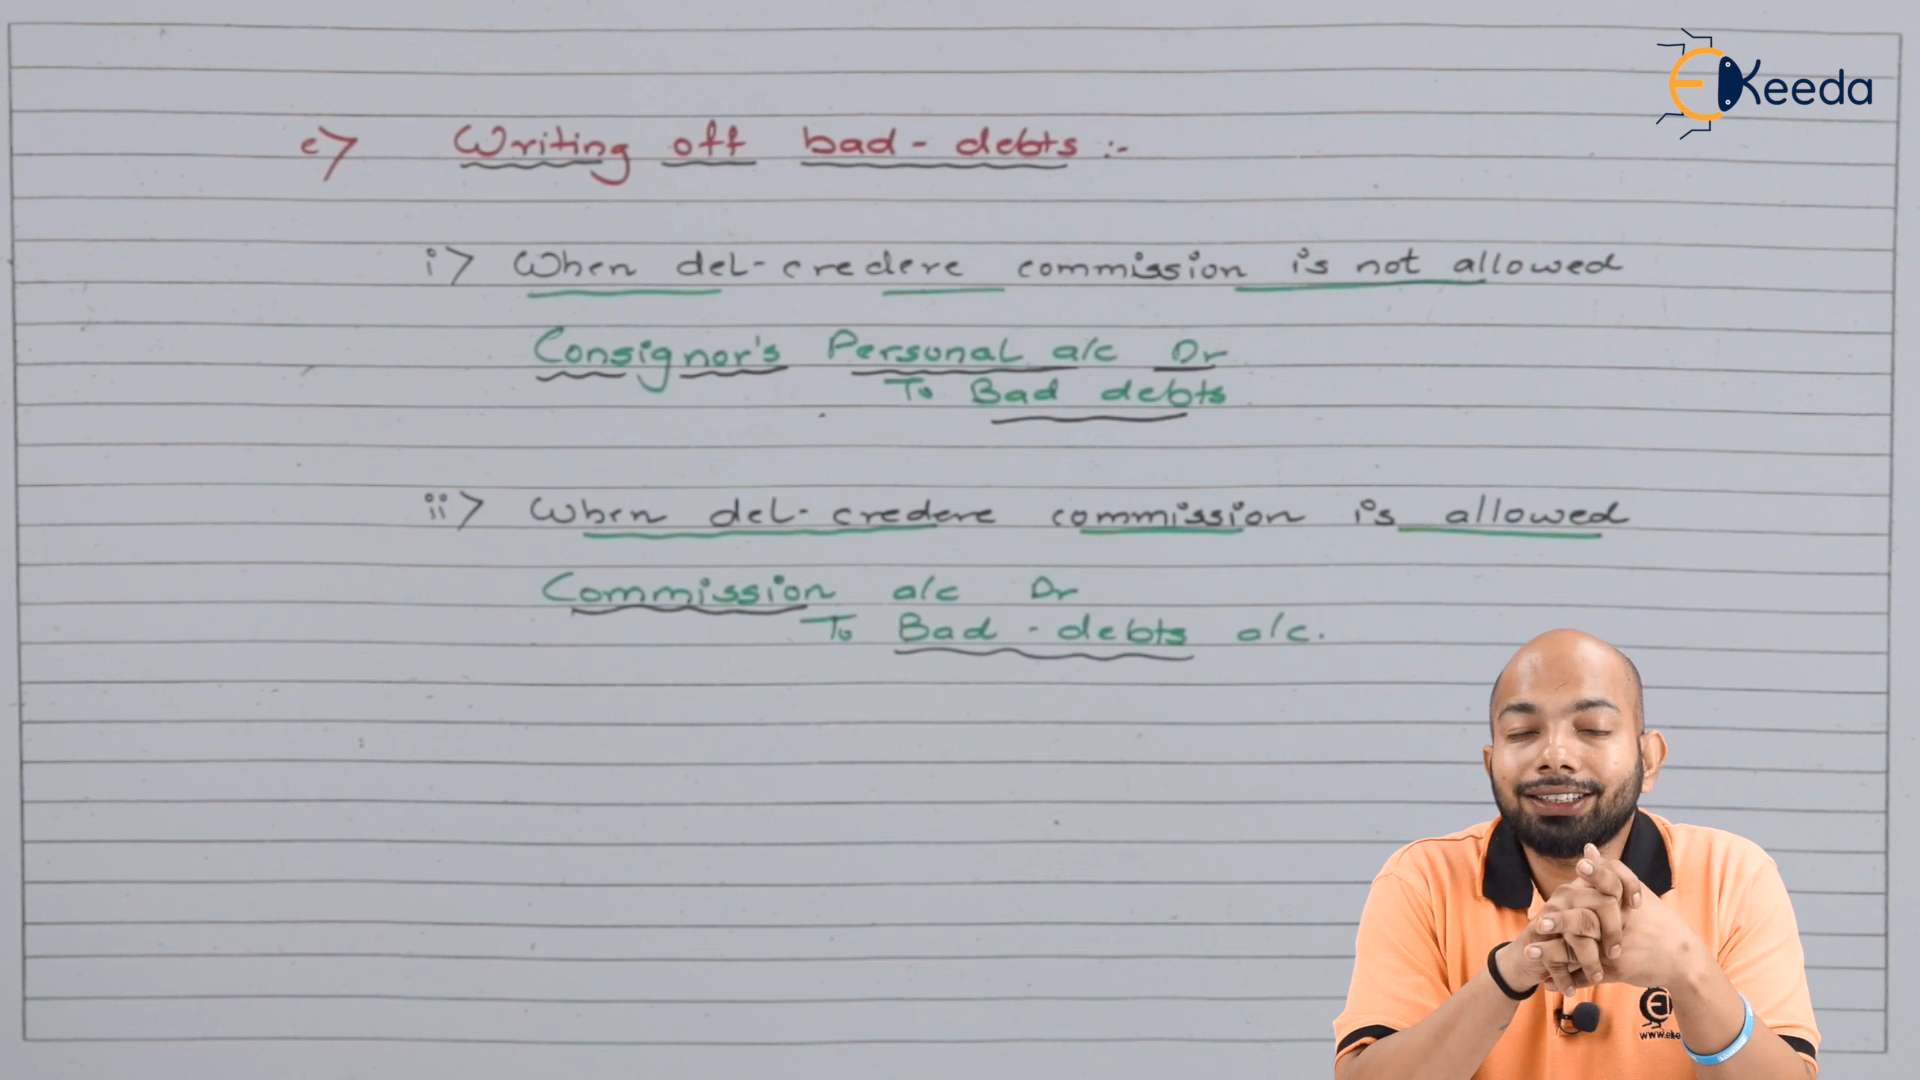 EKeeda
c> Writing off bad-debts :-
i> When del-credere commission is not allowed
Consignor's Personal a/c Dr
To Bad debts
ii> When del-credere commission is allowed
Commission a/c Dr
To Bad-debts a/c.